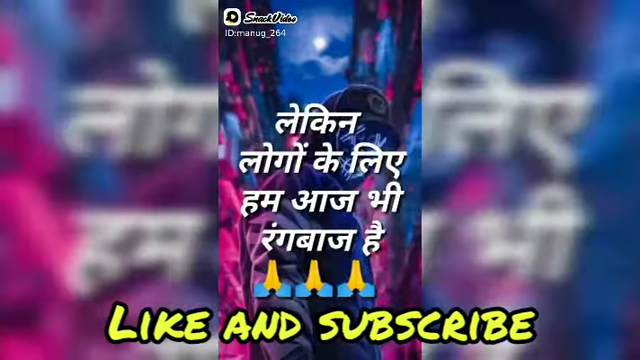 SnackVideo
ID:manug_264
लेकिन
लोगों के लिए
हम आज भी
रंगबाज है
🙏🙏🙏
LIKE AND SUBSCRIBE